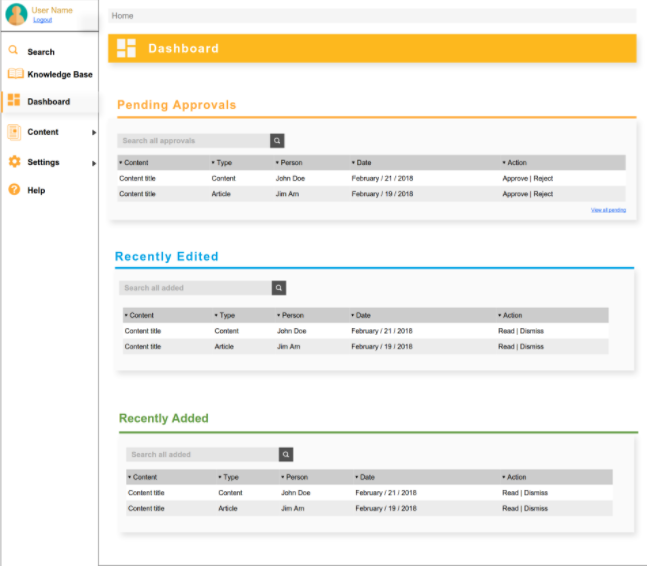 User Name
Logout
Search
Knowledge Base
Dashboard
Content
Settings
Help
Home
Dashboard
Pending Approvals
Search all approvals
Content Type Person Date Action
Content title Content John Doe February / 21 / 2018 Approve | Reject
Content title Article Jim Arn February / 19 / 2018 Approve | Reject
View all pending
Recently Edited
Search all added
Content Type Person Date Action
Content title Content John Doe February / 21 / 2018 Read | Dismiss
Content title Article Jim Arn February / 19 / 2018 Read | Dismiss
Recently Added
Search all added
Content Type Person Date Action
Content title Content John Doe February / 21 / 2018 Read | Dismiss
Content title Article Jim Arn February / 19 / 2018 Read | Dismiss